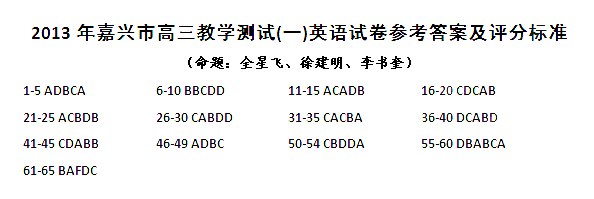 2013 年嘉兴市高三教学测试(一)英语试卷参考答案及评分标准
（命题：全星飞、徐建明、李书奎）
1-5 ADBCA 6-10 BBCDD 11-15 ACADB 16-20 CDCAB
21-25 ACBDB 26-30 CABDD 31-35 CACBA 36-40 DCABD
41-45 CDABB 46-49 ADBC 50-54 CBDDA 55-60 DBABCA
61-65 BAFDC